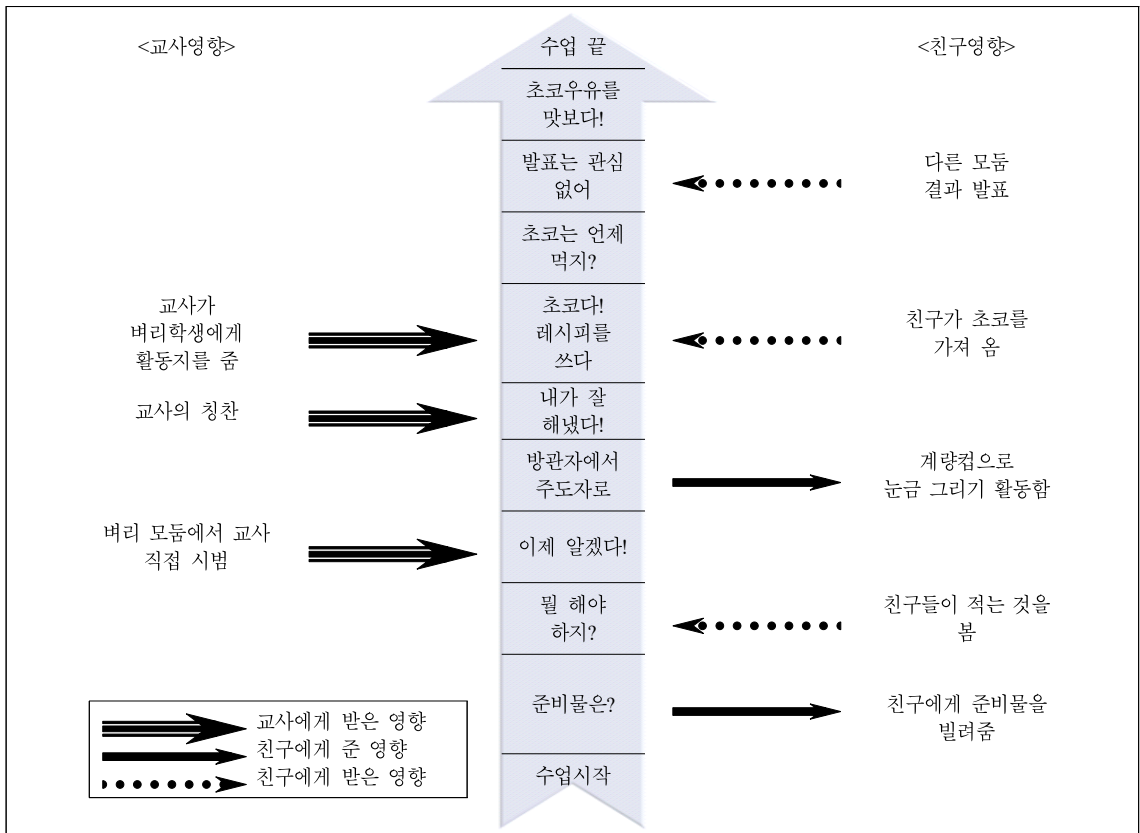 <교사영향>
수업 끝
<친구영향>
초코우유를
맛보다!
발표는 관심
없어
다른 모둠
결과 발표
초코는 언제
먹지?
교사가
벼리학생에게
활동지를 줌
초코다!
레시피를
쓰다
친구가 초코를
가져 옴
교사의 칭찬
내가 잘
해냈다!
방관자에서
주도자로
계량컵으로
눈금 그리기 활동함
벼리 모둠에서 교사
직접 시범
이제 알겠다!
뭘 해야
하지?
친구들이 적는 것을
봄
준비물은?
친구에게 준비물을
빌려줌
교사에게 받은 영향
친구에게 준 영향
친구에게 받은 영향
수업시작